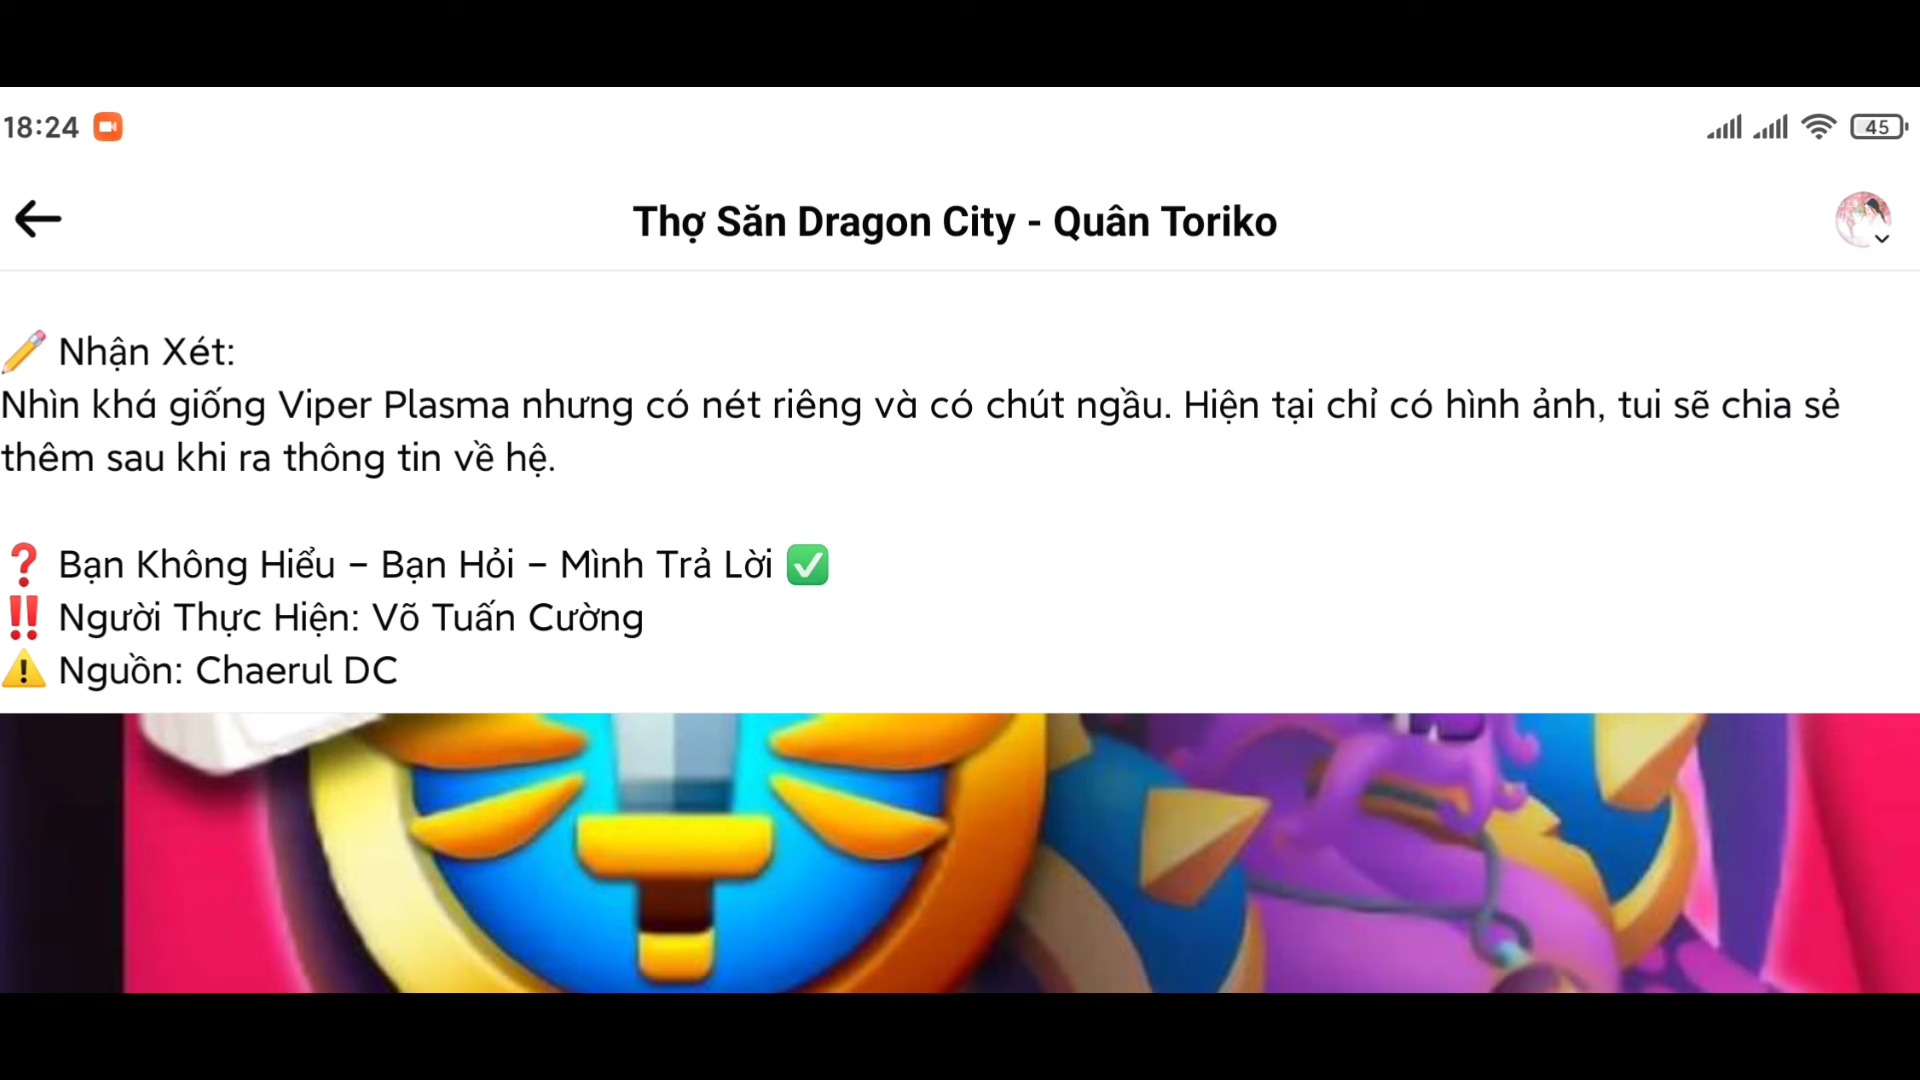 18:24
45
Thợ Săn Dragon City - Quân Toriko
Nhận Xét:
Nhìn khá giống Viper Plasma nhưng có nét riêng và có chút ngầu. Hiện tại chỉ có hình ảnh, tui sẽ chia sẻ
thêm sau khi ra thông tin về hệ.
❓ Bạn Không Hiểu – Bạn Hỏi – Mình Trả Lời ✅
‼️ Người Thực Hiện: Võ Tuấn Cường
⚠️ Nguồn: Chaerul DC